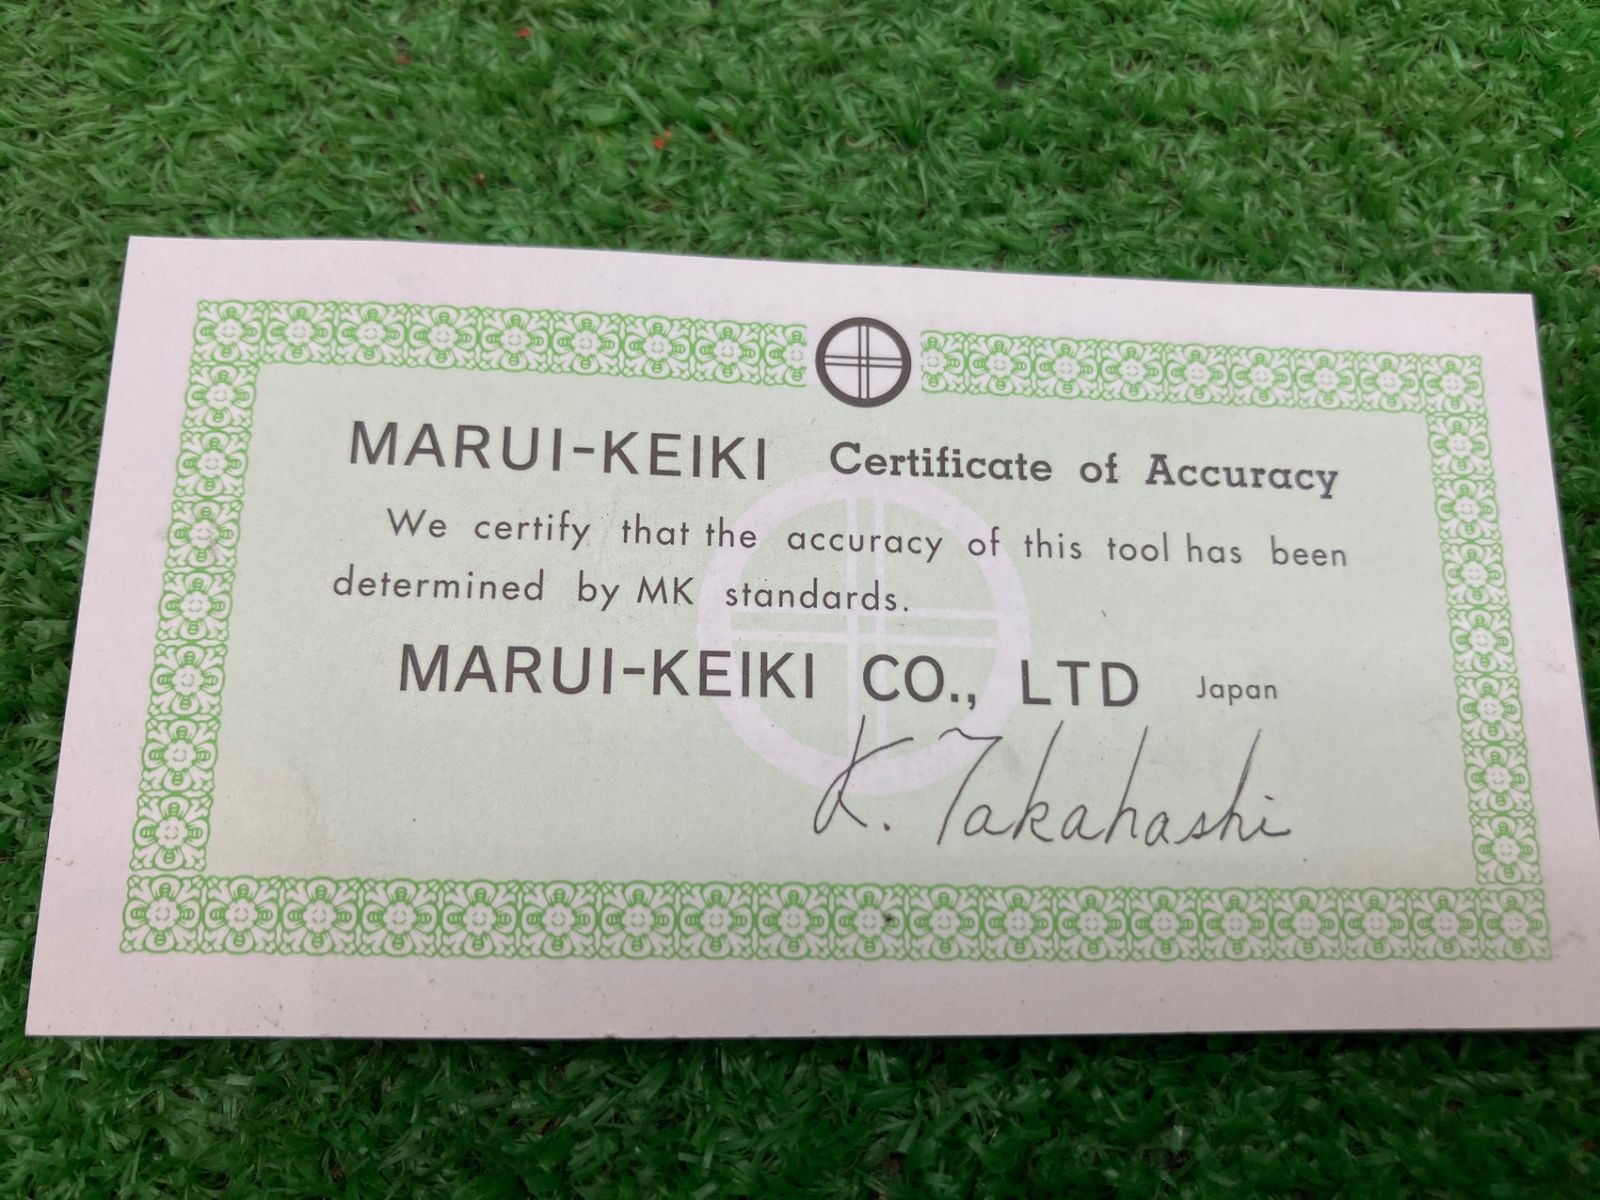 MARUI-KEIKI Certificate of Accuracy
We certify that the accuracy of this tool has been
determined by MK standards.
MARUI-KEIKI CO., LTD Japan
K. Takahashi